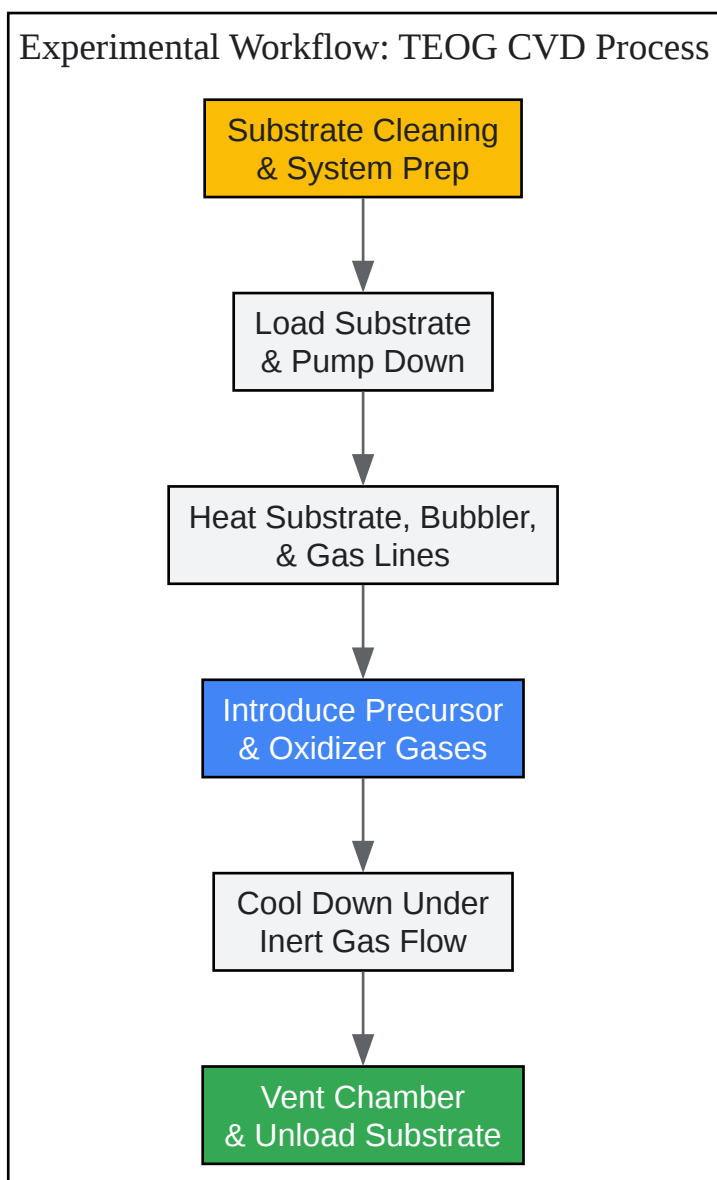 Experimental Workflow: TEOG CVD Process
Substrate Cleaning
& System Prep
Load Substrate
& Pump Down
Heat Substrate, Bubbler,
& Gas Lines
Introduce Precursor
& Oxidizer Gases
Cool Down Under
Inert Gas Flow
Vent Chamber
& Unload Substrate